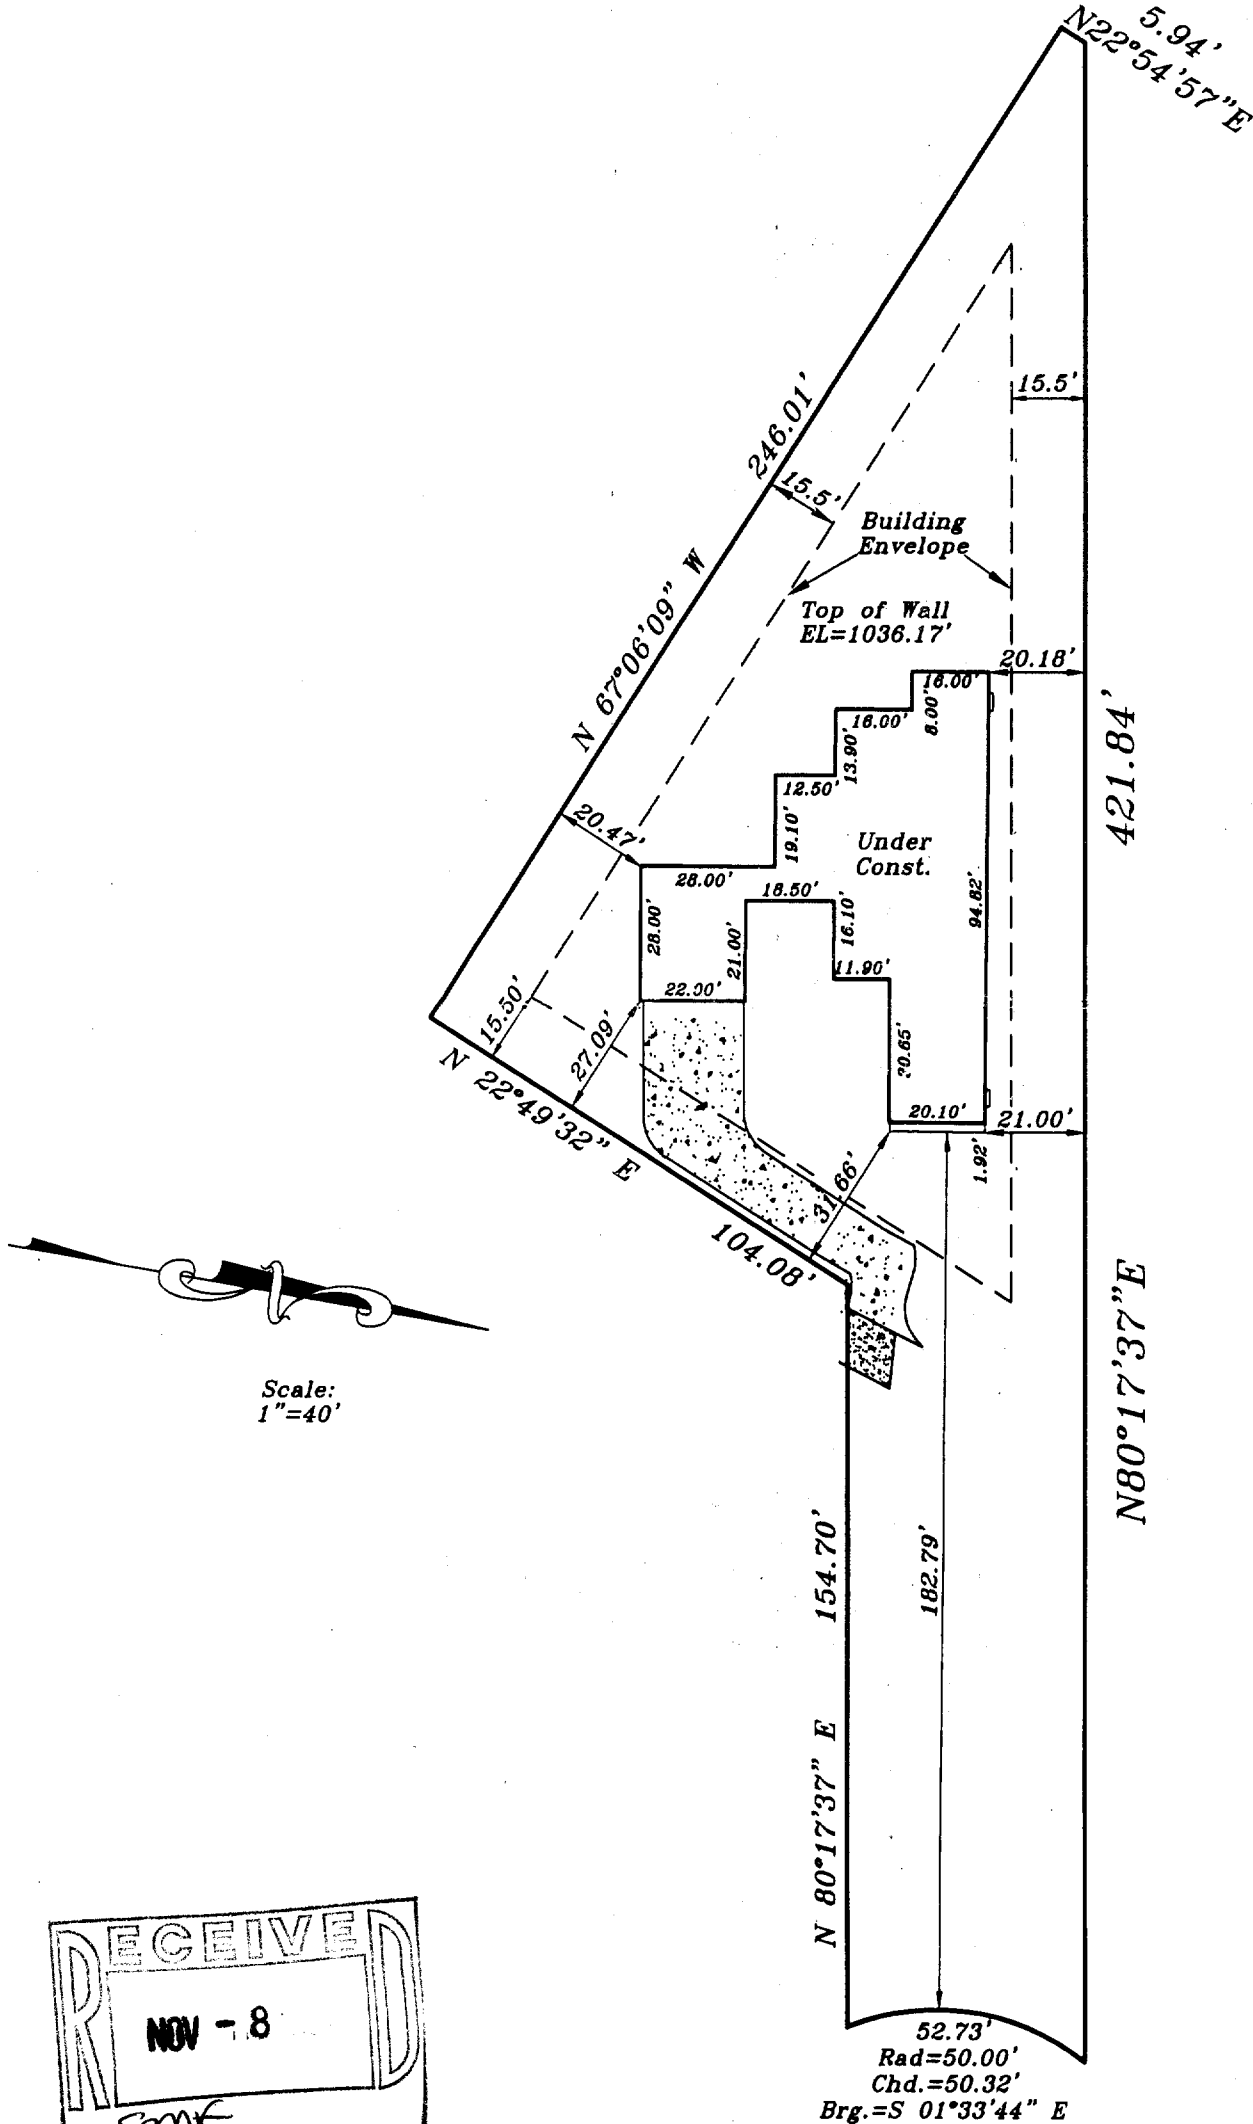 5.94'
N22°54'57"E
15.5'
246.01'
15.5'
Building
Envelope
N 67°06'09" W
Top of Wall
EL=1036.17'
20.18'
16.00'
16.00'
8.00'
13.90'
421.84'
12.50'
20.47'
19.10'
Under
Const.
28.00'
18.50'
94.82'
28.00'
21.00'
16.10'
11.90'
22.00'
15.50'
27.09'
N 22°49'32" E
20.10'
21.00'
1.92'
31.66'
104.08'
N80°17'37"E
Scale:
1"=40'
154.70'
182.79'
N 80°17'37" E
RECEIVED
NOV - 8
52.73'
Rad=50.00'
Chd.=50.32'
Brg.=S 01°33'44" E